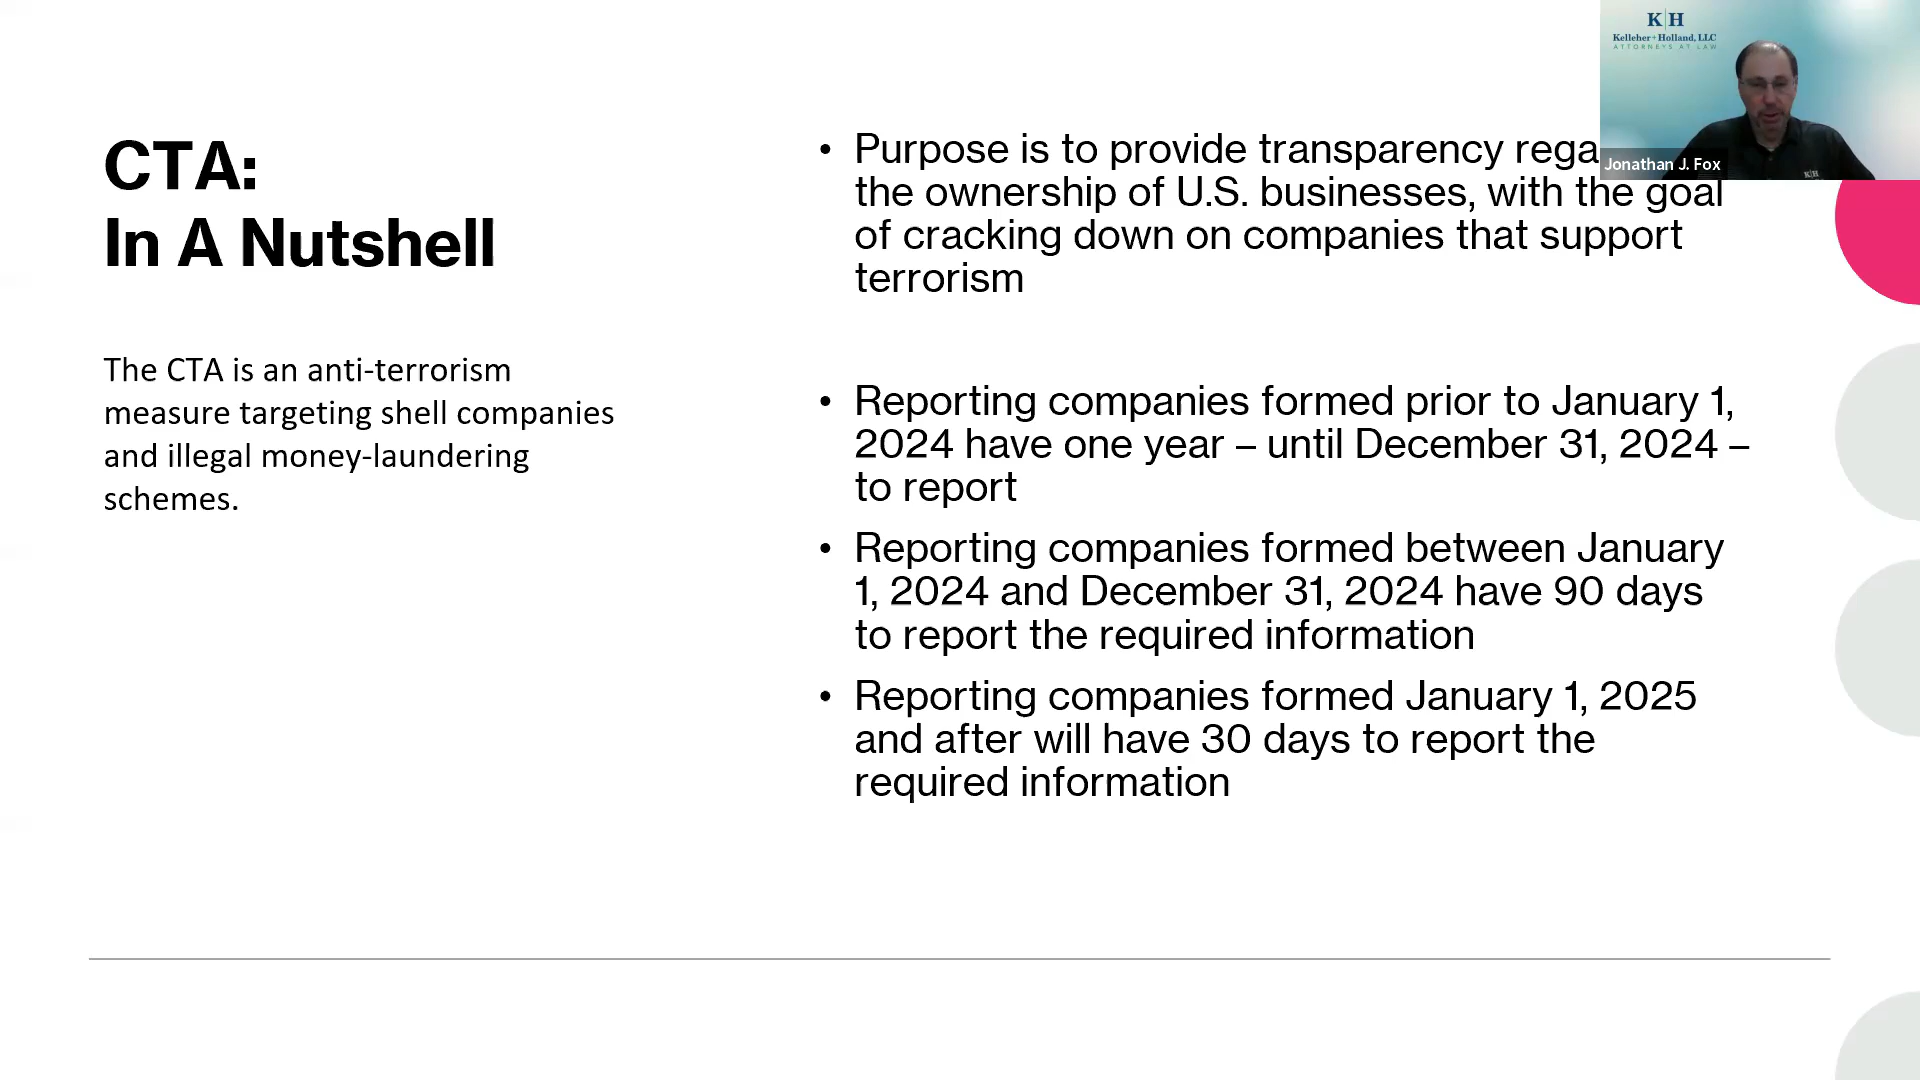 CTA:
In A Nutshell
The CTA is an anti-terrorism
measure targeting shell companies
and illegal money-laundering
schemes.
• Purpose is to provide transparency rega
the ownership of U.S. businesses, with the goal
of cracking down on companies that support
terrorism
• Reporting companies formed prior to January 1,
2024 have one year – until December 31, 2024 –
to report
• Reporting companies formed between January
1, 2024 and December 31, 2024 have 90 days
to report the required information
• Reporting companies formed January 1, 2025
and after will have 30 days to report the
required information
K|H
Kelleher+Holland, LLC
ATTORNEYS AT LAW
Jonathan J. Fox
K|H